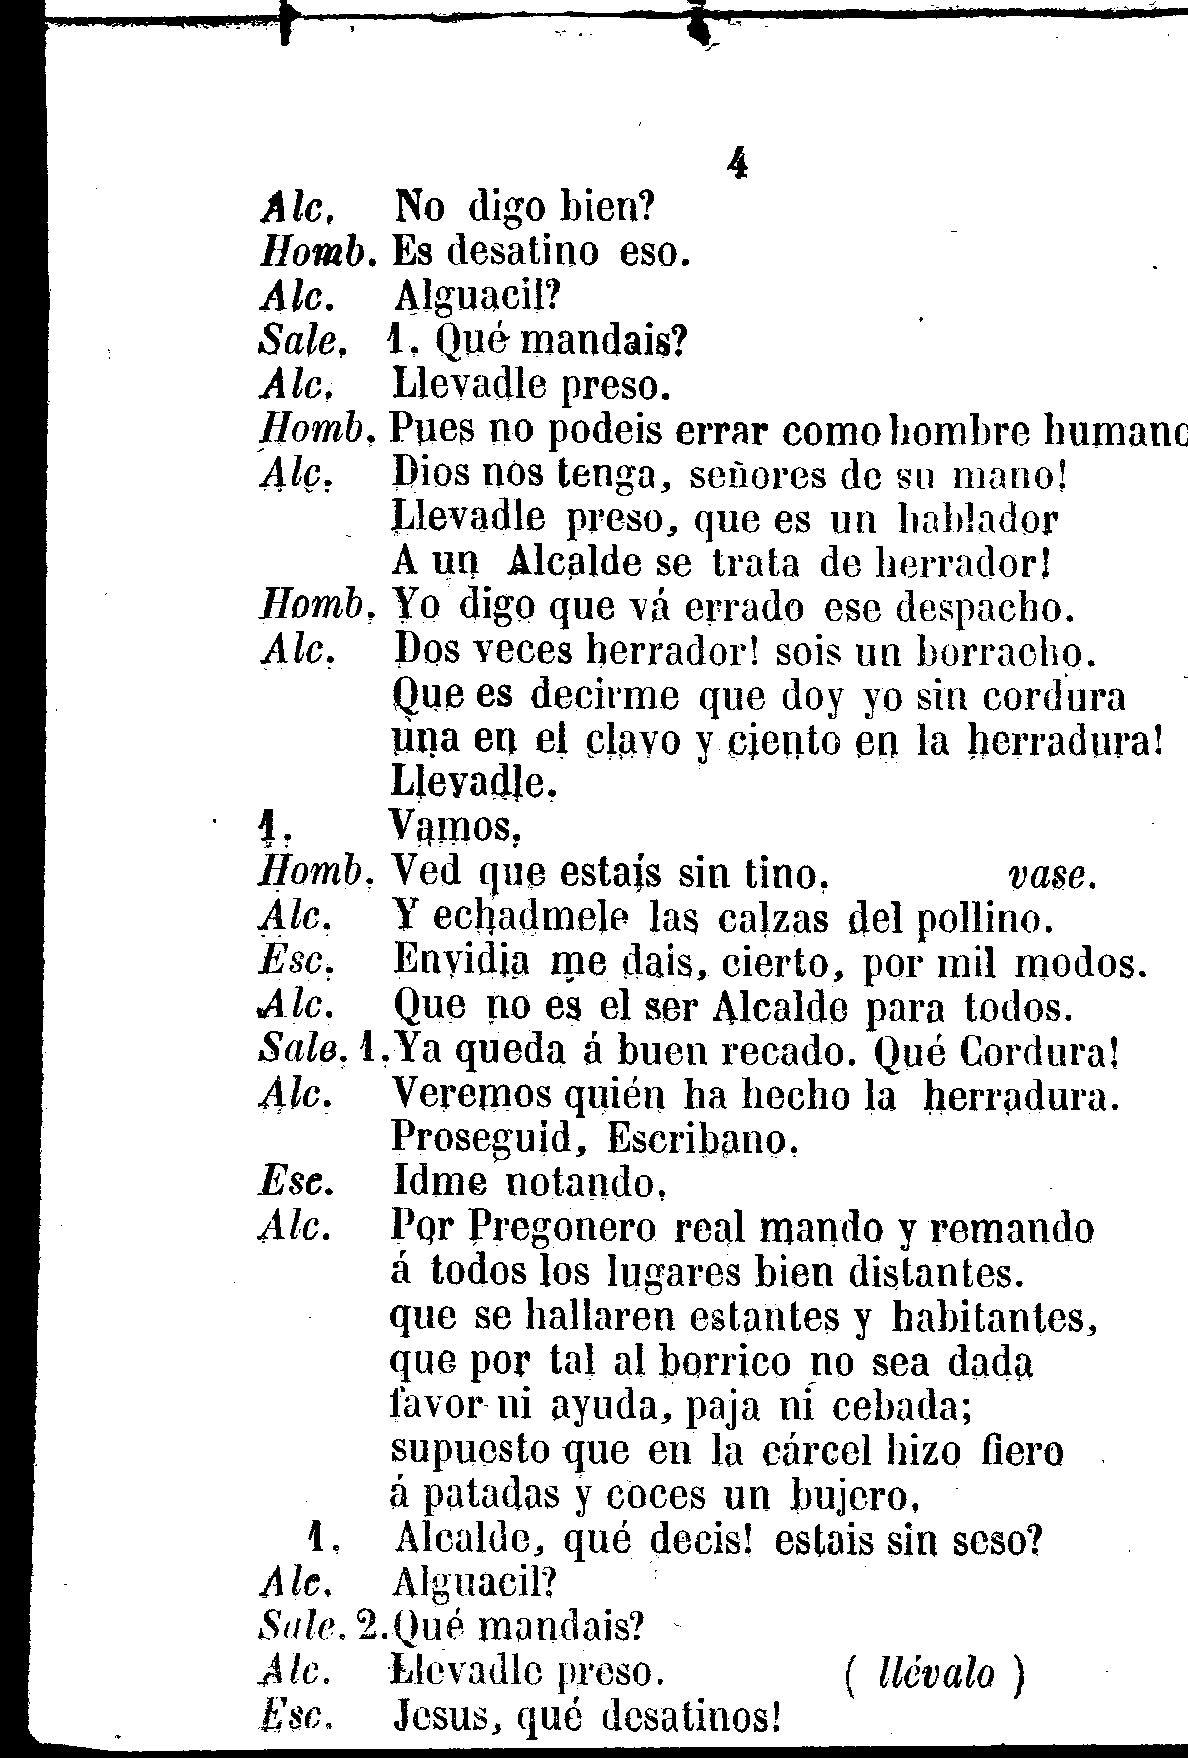 4
Alc. No digo bien?
Homb. Es desatino eso.
Alc. Alguacil?
Sale. 1. Qué mandais?
Alc. Llevadle preso.
Homb. Pues no podeis errar como hombre humano
Alc. Dios nos tenga, señores de su mano!
Llevadle preso, que es un hablador
A un Alcalde se trata de herrador!
Homb. Yo digo que vá errado ese despacho.
Alc. Dos veces herrador! sois un borracho.
Que es decirme que doy yo sin cordura
una en el clavo y ciento en la herradura!
Llevadle.
1. Vamos.
Homb. Ved que estais sin tino. vase.
Alc. Y echadmele las calzas del pollino.
Esc. Envidia me dais, cierto, por mil modos.
Alc. Que no es el ser Alcalde para todos.
Sale. 1. Ya queda á buen recado. Qué Cordura!
Alc. Veremos quién ha hecho la herradura.
Proseguid, Escribano.
Esc. Idme notando.
Alc. Por Pregonero real mando y remando
á todos los lugares bien distantes.
que se hallaren estantes y habitantes,
que por tal al borrico no sea dada
favor ni ayuda, paja ni cebada;
supuesto que en la cárcel hizo fiero
á patadas y coces un bujero.
1. Alcalde, qué decis! estais sin seso?
Alc. Alguacil?
Sale. 2. Qué mandais?
Alc. Llevadle preso. ( llévalo )
Esc. Jesus, qué desatinos!